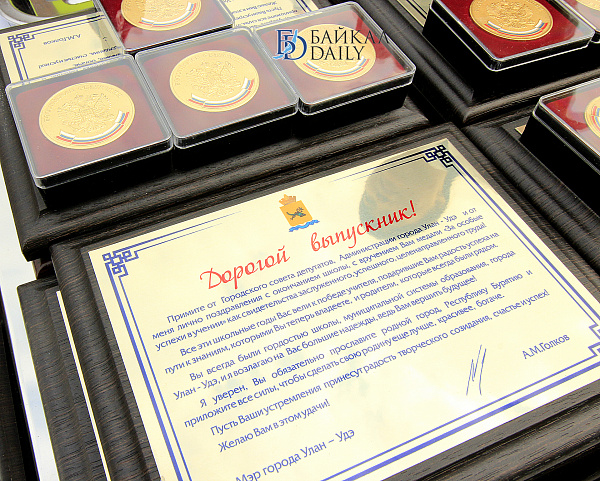 БАЙКАЛ
DAILY
А.М.Голков
Дорогой выпускник!
Примите от Городского совета депутатов, Администрации города Улан - Удэ и от
меня лично поздравления с окончанием школы, с вручением Вам медали «За особые
успехи в учении» как свидетельства заслуженного, успешного, целенаправленного труда!
Все эти школьные годы Вас вели к победе учителя, подарившие Вам радость успеха на
пути к знаниям, которыми Вы теперь владеете, и родители, которые всегда были рядом.
Вы всегда были гордостью школы, муниципальной системы образования, города
Улан - Удэ, и я возлагаю на Вас большие надежды, ведь Вам вершить будущее!
Я уверен, Вы обязательно прославите родной город, Республику Бурятию и
приложите все силы, чтобы сделать свою родину еще лучше, красивее, богаче.
Пусть Ваши устремления принесут радость творческого созидания, счастье и успех!
Желаю Вам в этом удачи!
Мэр города Улан – Удэ
А.М.Голков